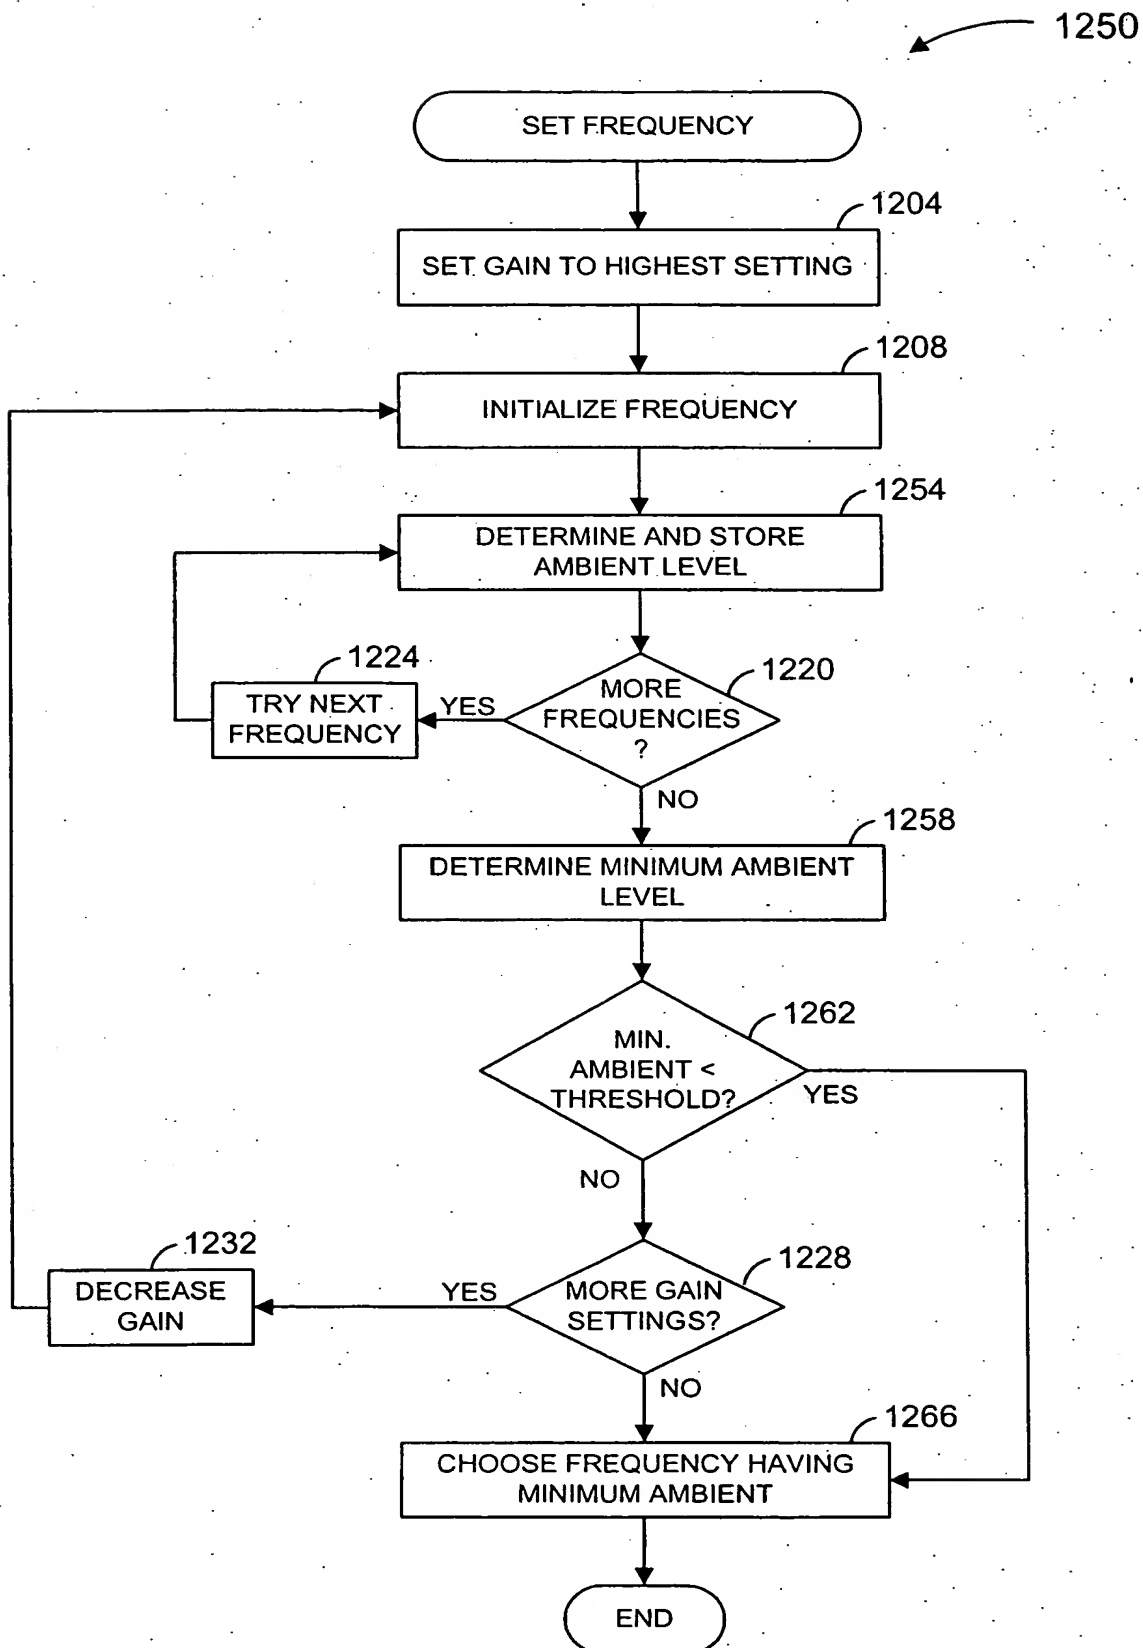 1250
SET FREQUENCY
1204
SET GAIN TO HIGHEST SETTING
1208
INITIALIZE FREQUENCY
1254
DETERMINE AND STORE
AMBIENT LEVEL
1224
TRY NEXT
FREQUENCY
YES
1220
MORE
FREQUENCIES
?
NO
1258
DETERMINE MINIMUM AMBIENT
LEVEL
1262
MIN.
AMBIENT <
THRESHOLD?
YES
NO
1232
DECREASE
GAIN
YES
1228
MORE GAIN
SETTINGS?
NO
1266
CHOOSE FREQUENCY HAVING
MINIMUM AMBIENT
END